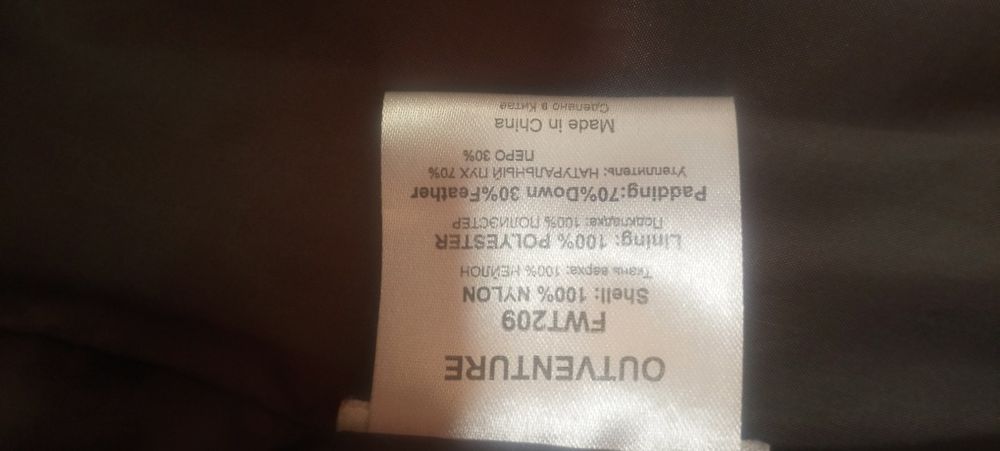 OUTVENTURE
FWT209
Shell: 100% NYLON
Ткань верха: 100% НЕЙЛОН
Lining: 100% POLYESTER
Подкладка: 100% ПОЛИЭСТЕР
Padding:70%Down 30%Feather
Утеплитель: НАТУРАЛЬНЫЙ ПУХ 70%
ПЕРО 30%
Made in China
Сделано в Китае